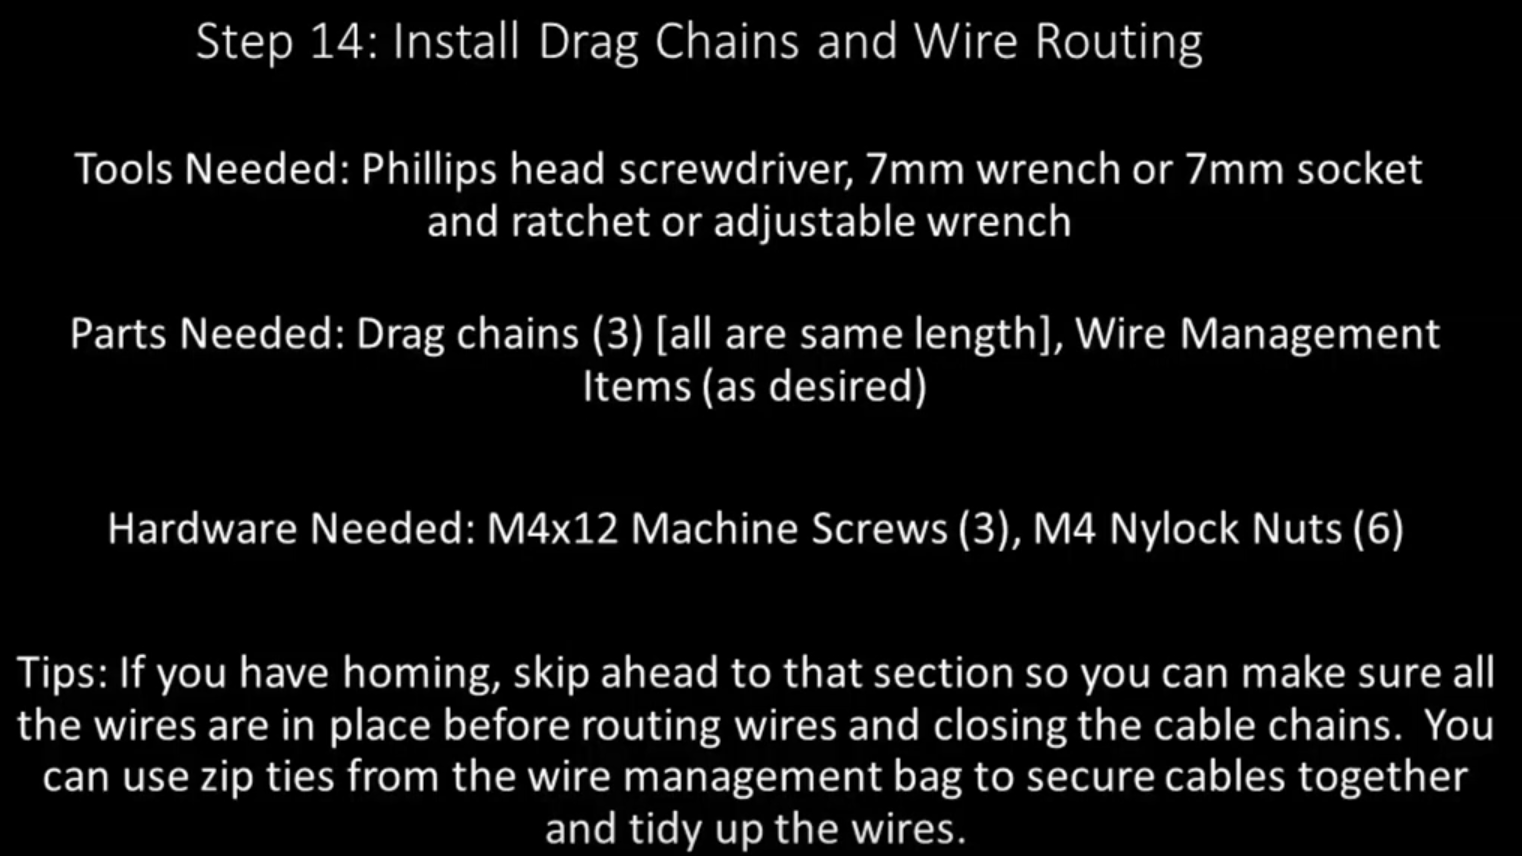 Step 14: Install Drag Chains and Wire Routing
Tools Needed: Phillips head screwdriver, 7mm wrench or 7mm socket
and ratchet or adjustable wrench
Parts Needed: Drag chains (3) [all are same length], Wire Management
Items (as desired)
Hardware Needed: M4x12 Machine Screws (3), M4 Nylock Nuts (6)
Tips: If you have homing, skip ahead to that section so you can make sure all
the wires are in place before routing wires and closing the cable chains.  You
can use zip ties from the wire management bag to secure cables together
and tidy up the wires.